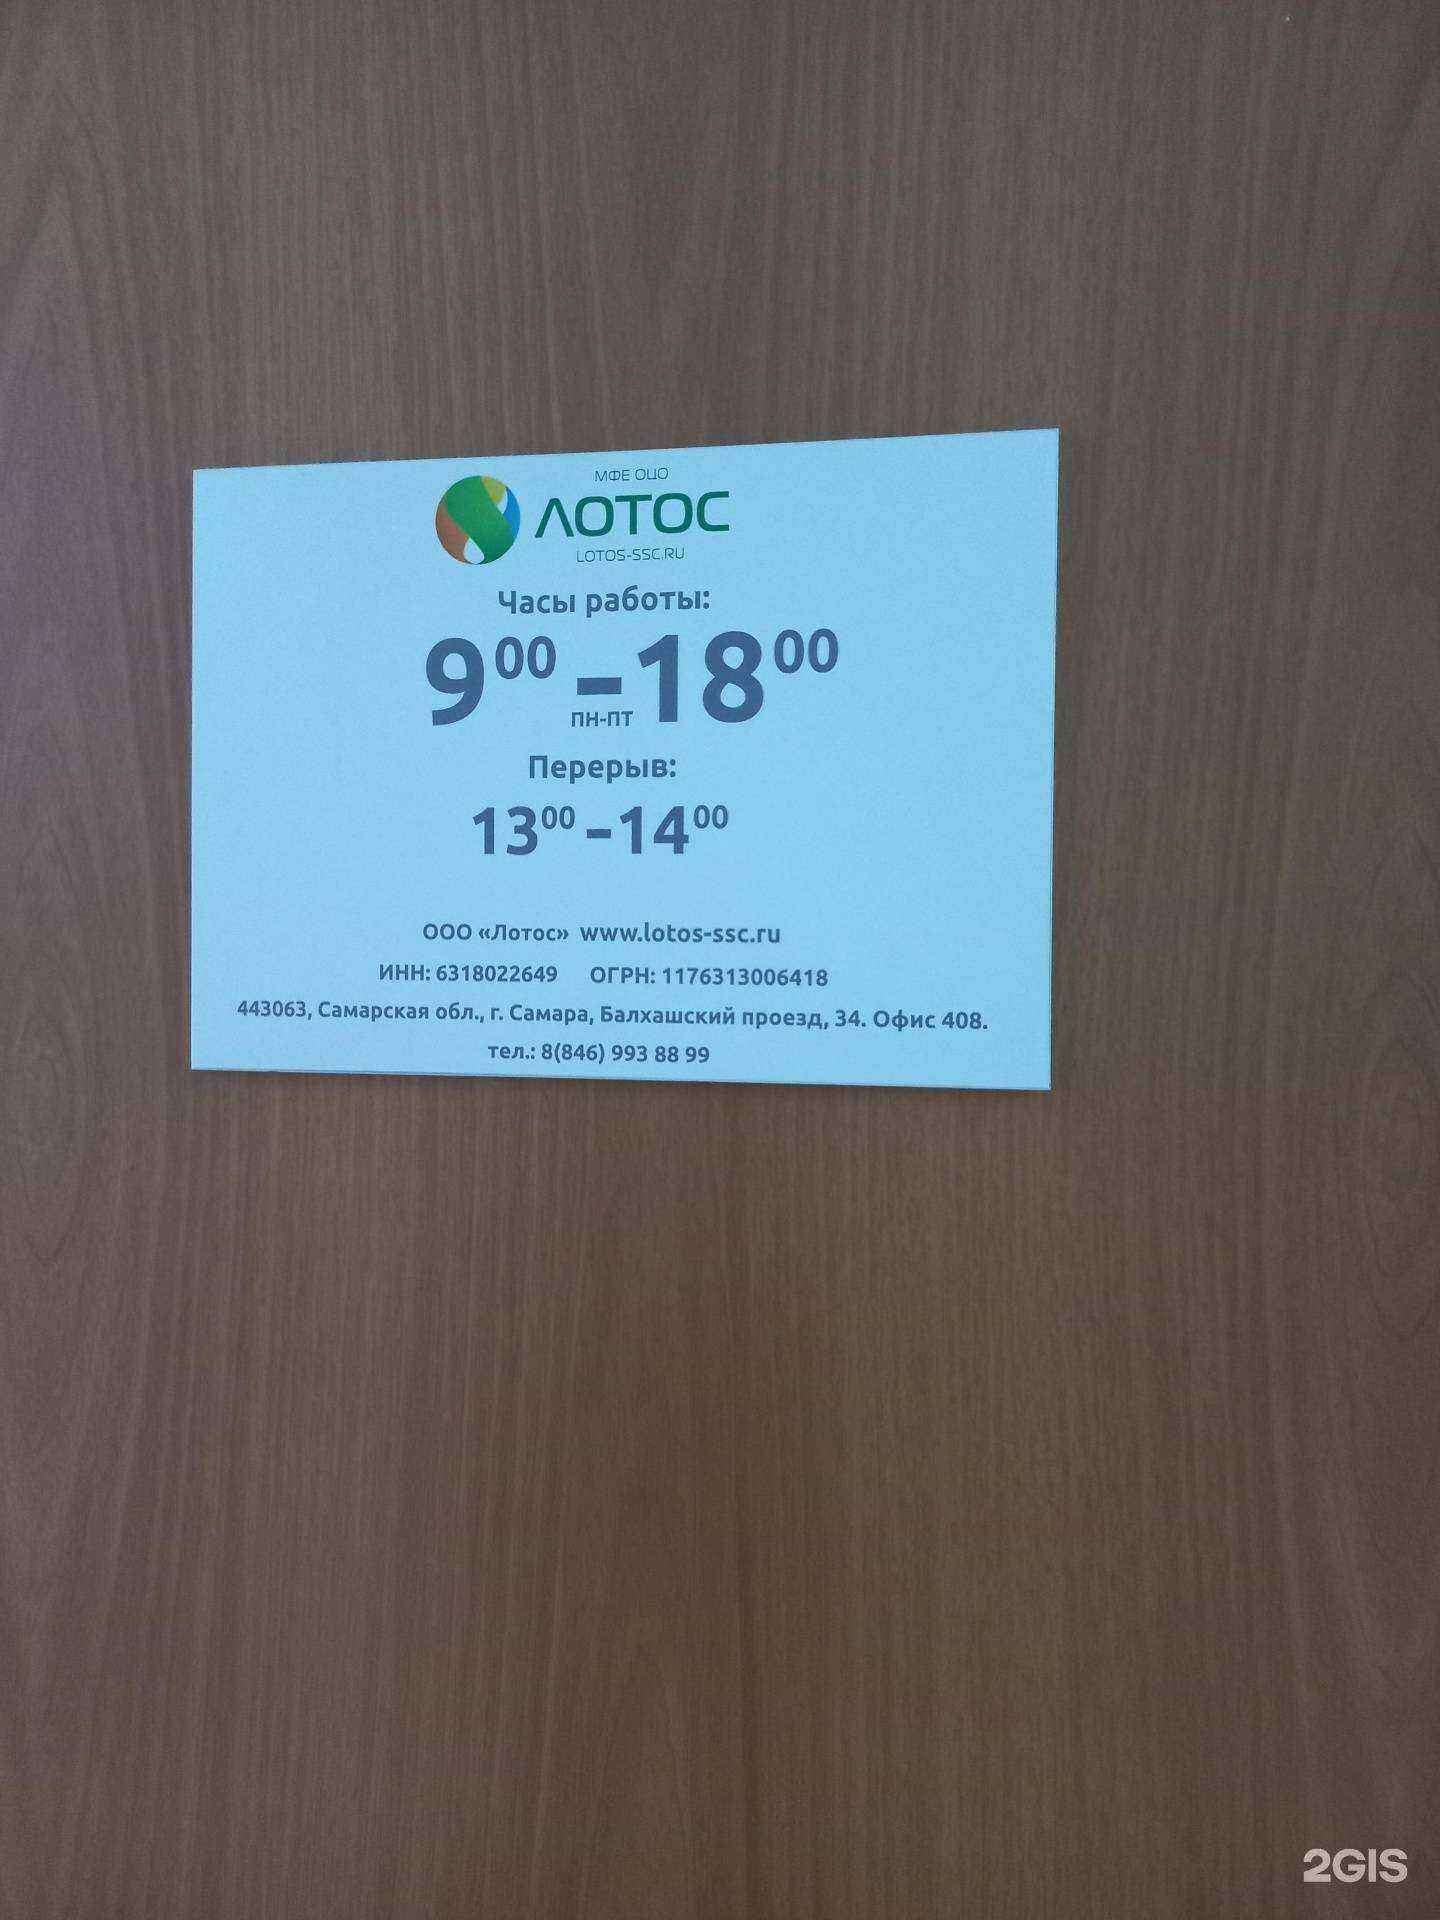 МФЕ ОЦО
ЛОТОС
LOTOS-SSC.RU
Часы работы:
9⁰⁰ - 18⁰⁰
пн-пт
Перерыв:
13⁰⁰ - 14⁰⁰
ООО «Лотос» www.lotos-ssc.ru
ИНН: 6318022649 ОГРН: 1176313006418
443063, Самарская обл., г. Самара, Балхашский проезд, 34. Офис 408.
тел.: 8(846) 993 88 99
2GIS